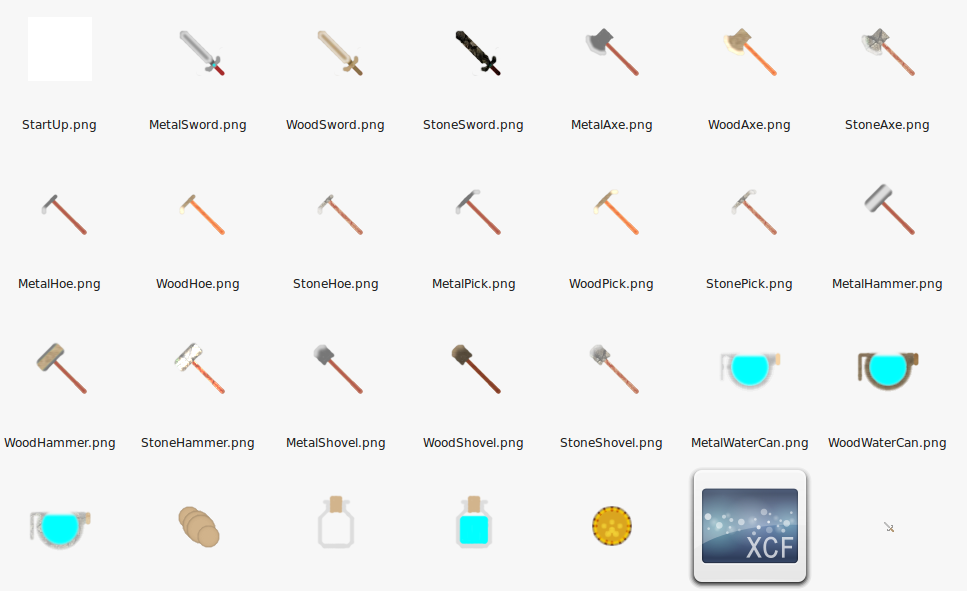 StartUp.png
MetalSword.png
WoodSword.png
StoneSword.png
MetalAxe.png
WoodAxe.png
StoneAxe.png
MetalHoe.png
WoodHoe.png
StoneHoe.png
MetalPick.png
WoodPick.png
StonePick.png
MetalHammer.png
WoodHammer.png
StoneHammer.png
MetalShovel.png
WoodShovel.png
StoneShovel.png
MetalWaterCan.png
WoodWaterCan.png
XCF